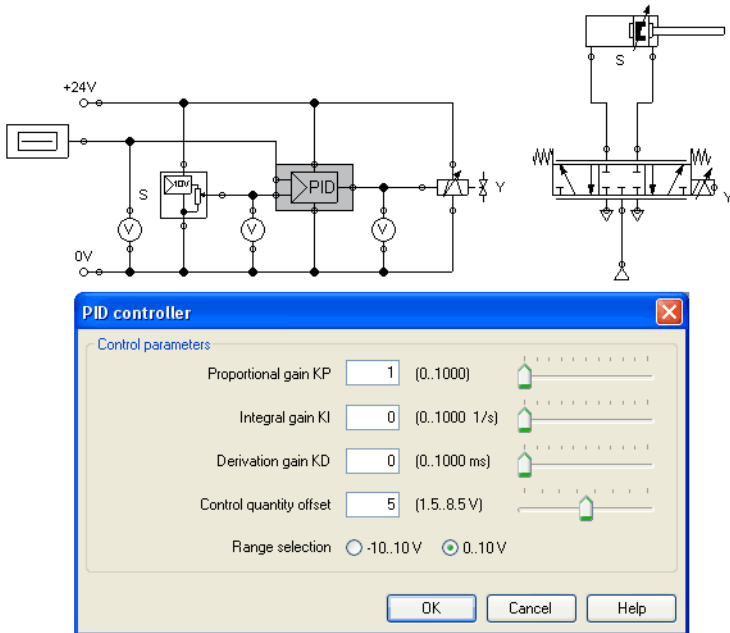 S
+24V
10V
S
PID
Y
Y
V
V
V
0V
PID controller
Control parameters
Proportional gain KP 1 (0..1000)
Integral gain KI 0 (0..1000 1/s)
Derivation gain KD 0 (0..1000 ms)
Control quantity offset 5 (1.5..8.5 V)
Range selection -10..10 V 0..10 V
OK Cancel Help